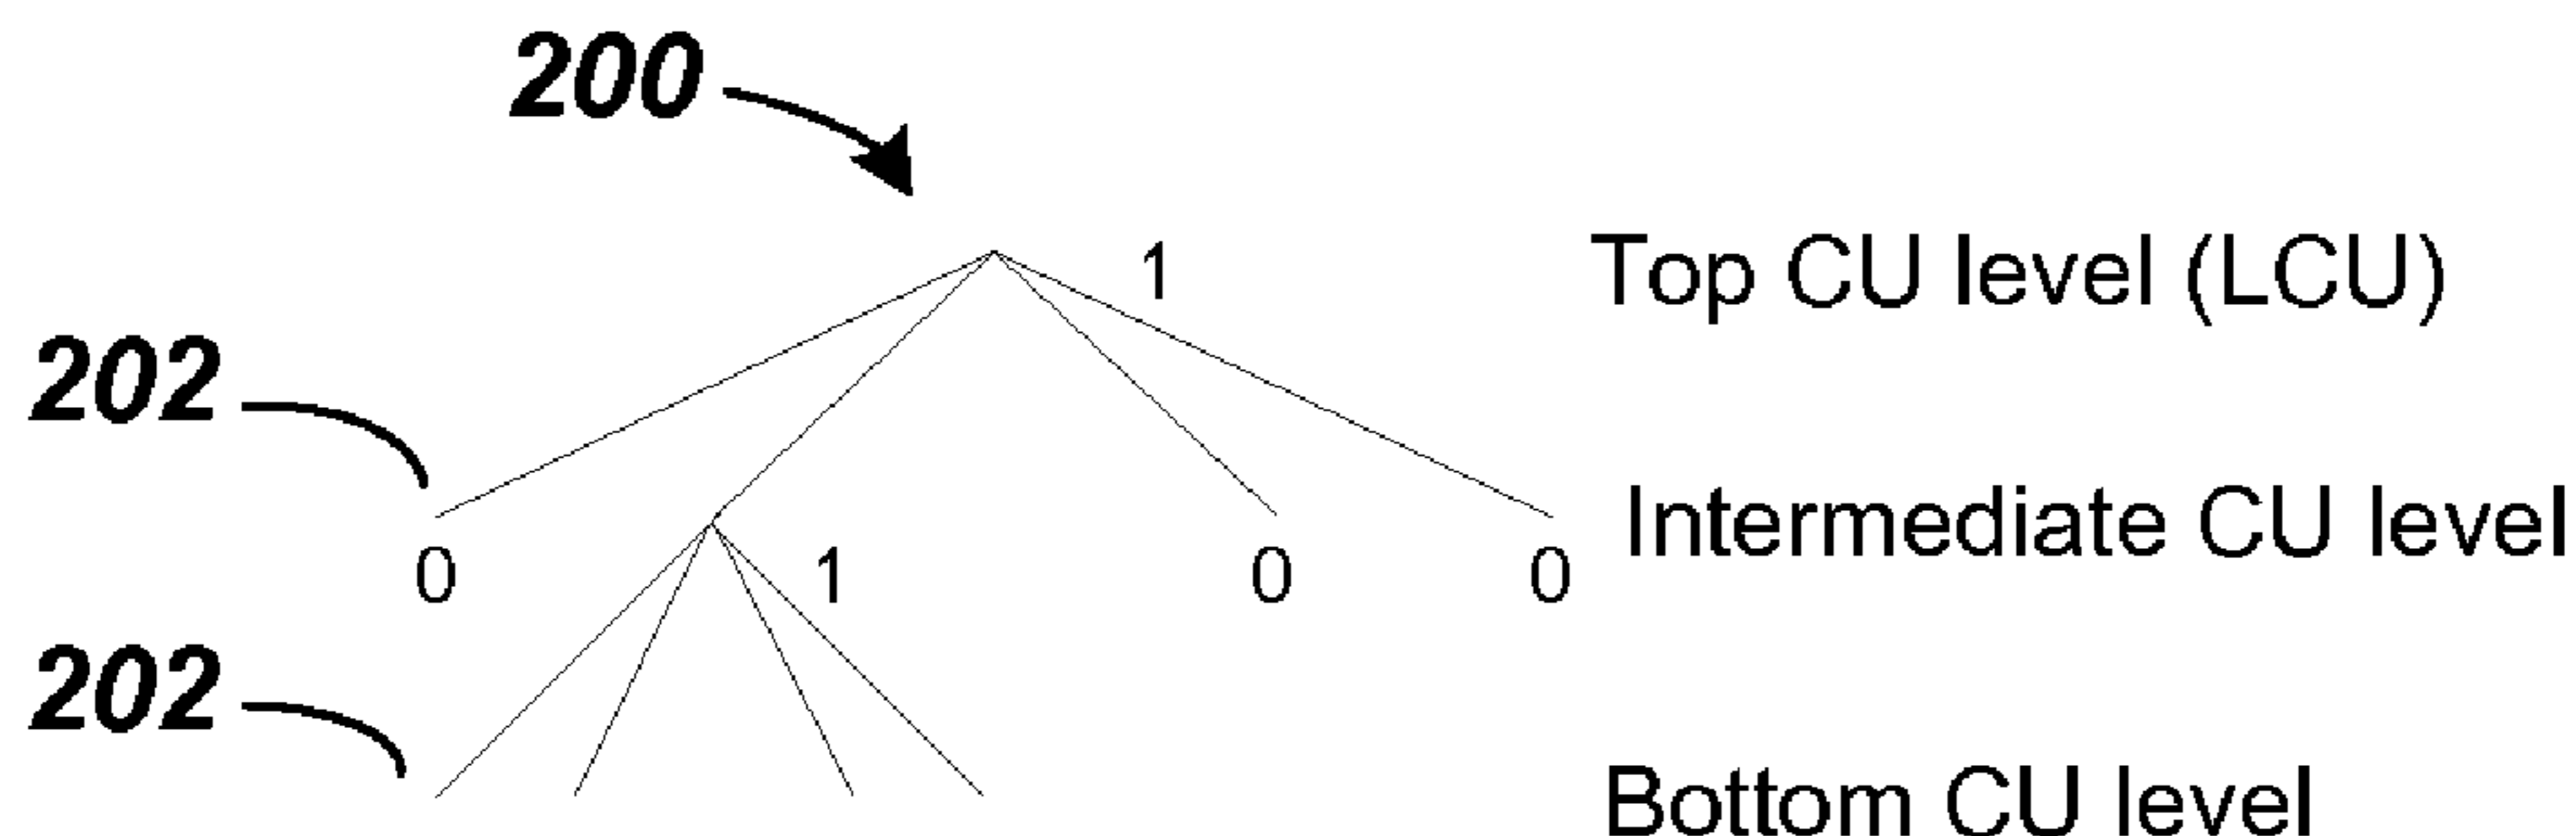 200
1 Top CU level (LCU)
202
Intermediate CU level
0 1 0 0
202
Bottom CU level